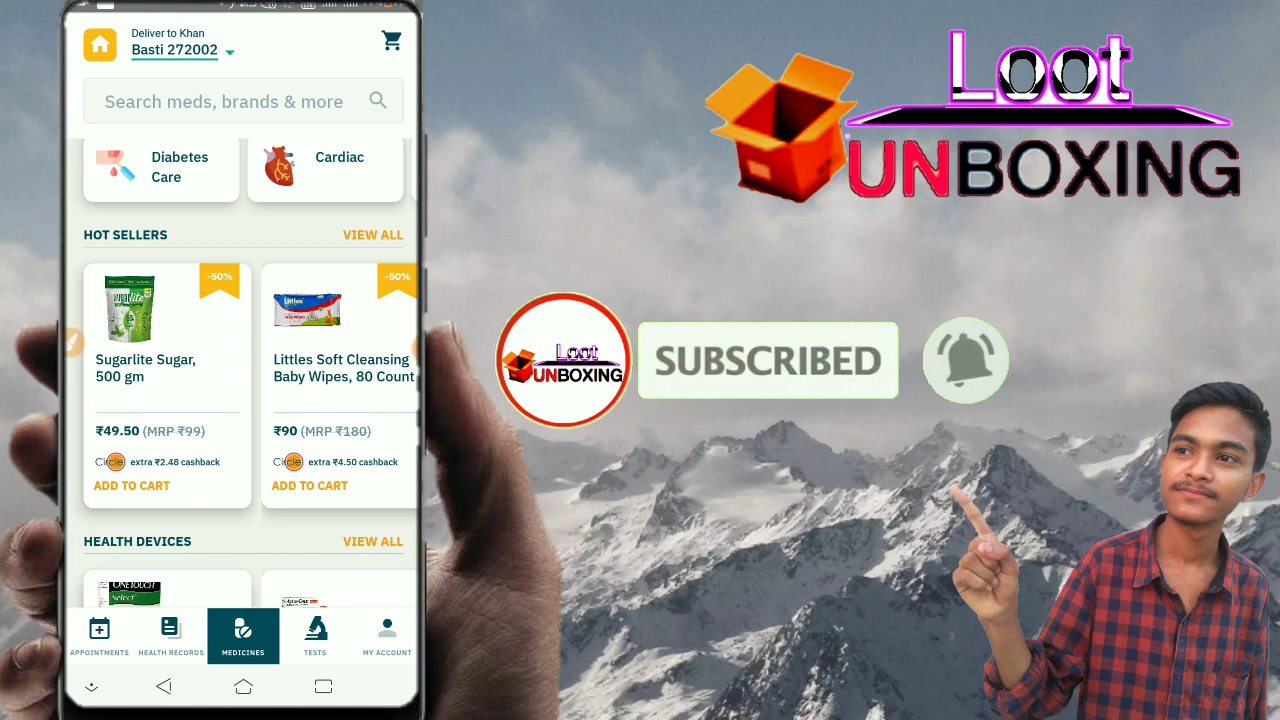 Deliver to Khan
Basti 272002
Search meds, brands & more
Diabetes
Care
Cardiac
HOT SELLERS
VIEW ALL
-50%
-50%
Sugarlite Sugar,
500 gm
Littles Soft Cleansing
Baby Wipes, 80 Count
₹49.50 (MRP ₹99)
₹90 (MRP ₹180)
Circle extra ₹2.48 cashback
Circle extra ₹4.50 cashback
ADD TO CART
ADD TO CART
HEALTH DEVICES
VIEW ALL
Select
APPOINTMENTS
HEALTH RECORDS
MEDICINES
TESTS
MY ACCOUNT
Loot
UNBOXING
Loot
UNBOXING
SUBSCRIBED